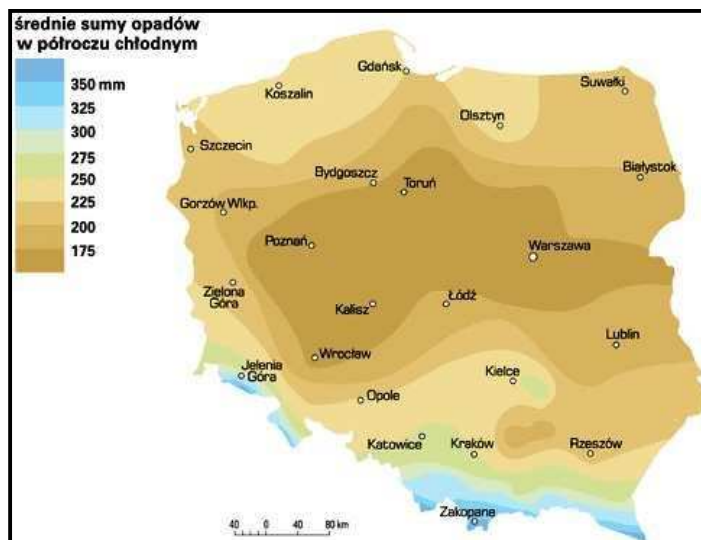 średnie sumy opadów
w półroczu chłodnym
350 mm
325
300
275
250
225
200
175
Gdańsk
Koszalin
Suwałki
Olsztyn
Szczecin
Bydgoszcz
Toruń
Białystok
Gorzów Wlkp.
Poznań
Warszawa
Zielona
Góra
Kalisz
Łódź
Lublin
Wrocław
Jelenia
Góra
Kielce
Opole
Katowice
Kraków
Rzeszów
Zakopane
40 0 40 80 km